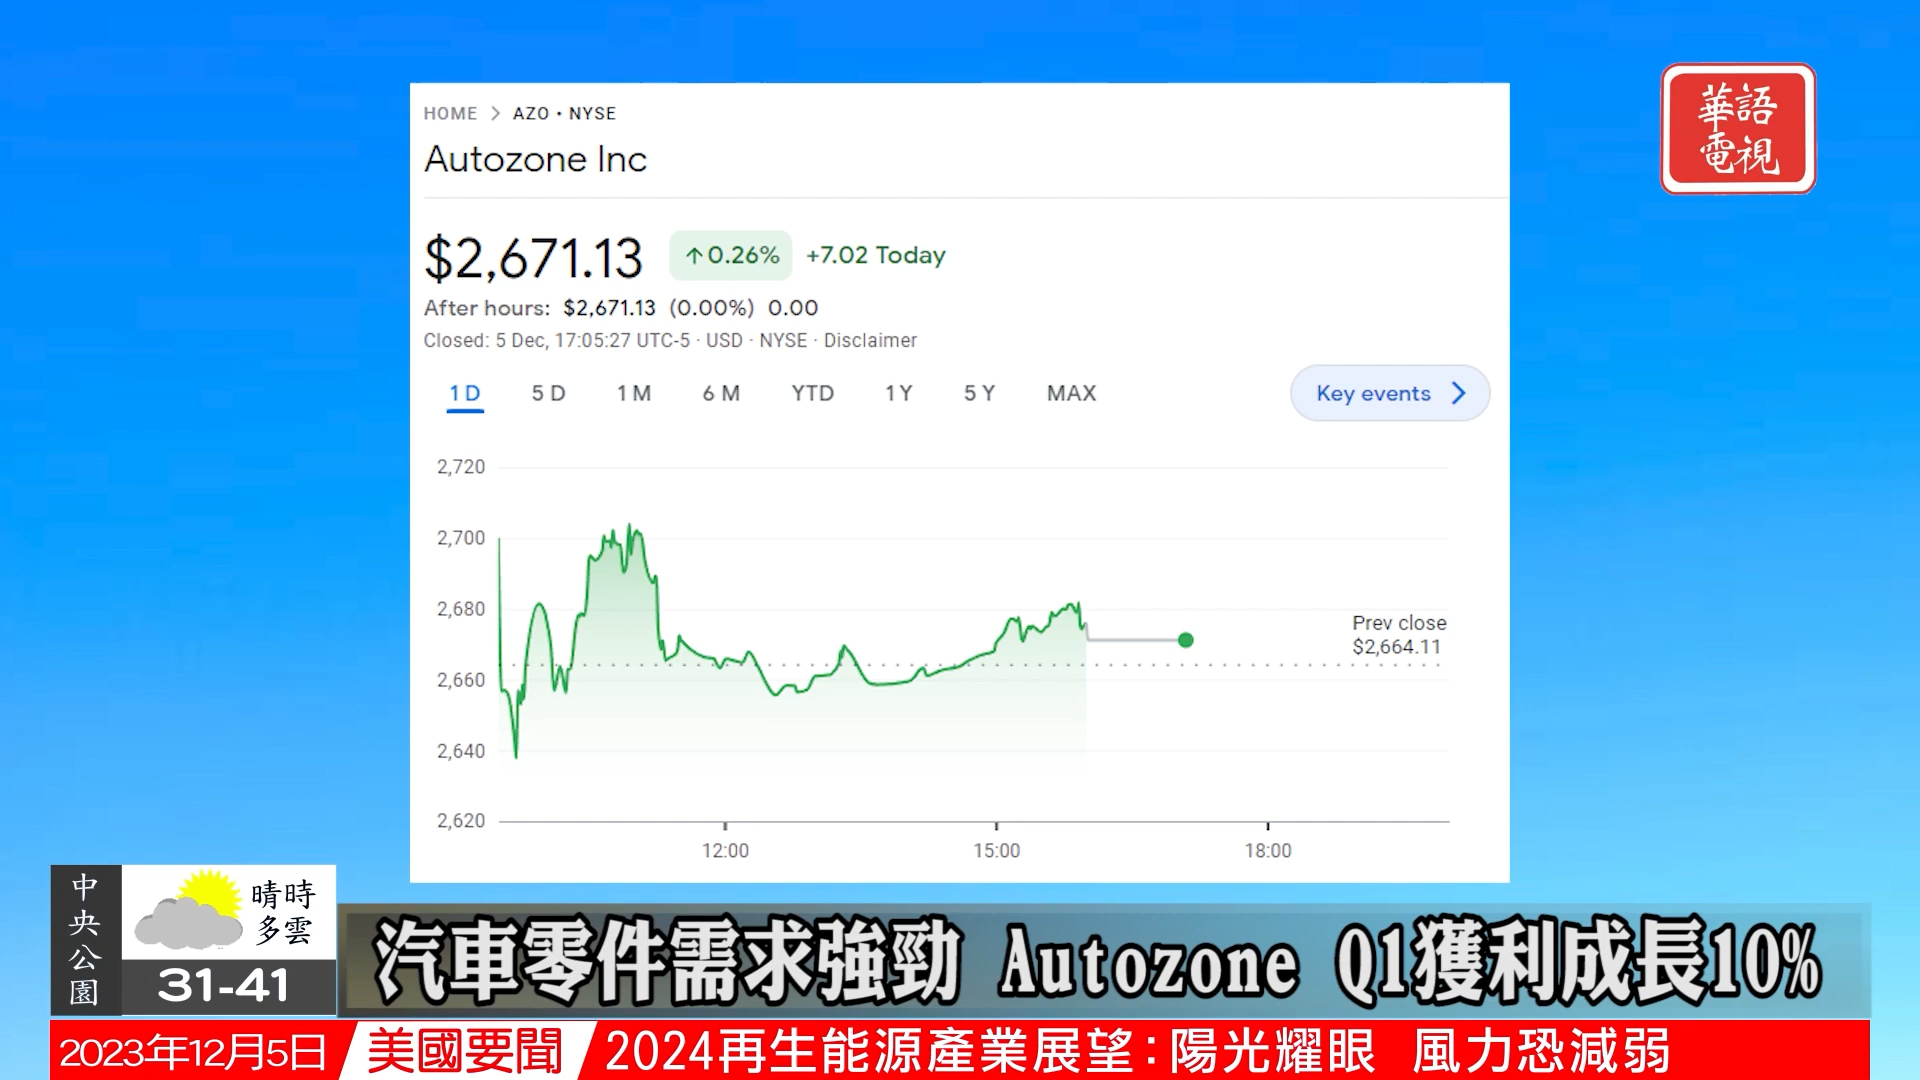 HOME > AZO • NYSE
Autozone Inc
$2,671.13 ↑0.26% +7.02 Today
After hours: $2,671.13 (0.00%) 0.00
Closed: 5 Dec, 17:05:27 UTC-5 · USD · NYSE · Disclaimer
1D 5D 1M 6M YTD 1Y 5Y MAX
Key events >
2,720
2,700
2,680
2,660
2,640
2,620
Prev close
$2,664.11
12:00 15:00 18:00
華語
電視
中央公園
晴時
多雲
31-41
汽車零件需求強勁 Autozone Q1獲利成長10%
2023年12月5日 美國要聞 2024再生能源產業展望:陽光耀眼 風力恐減弱